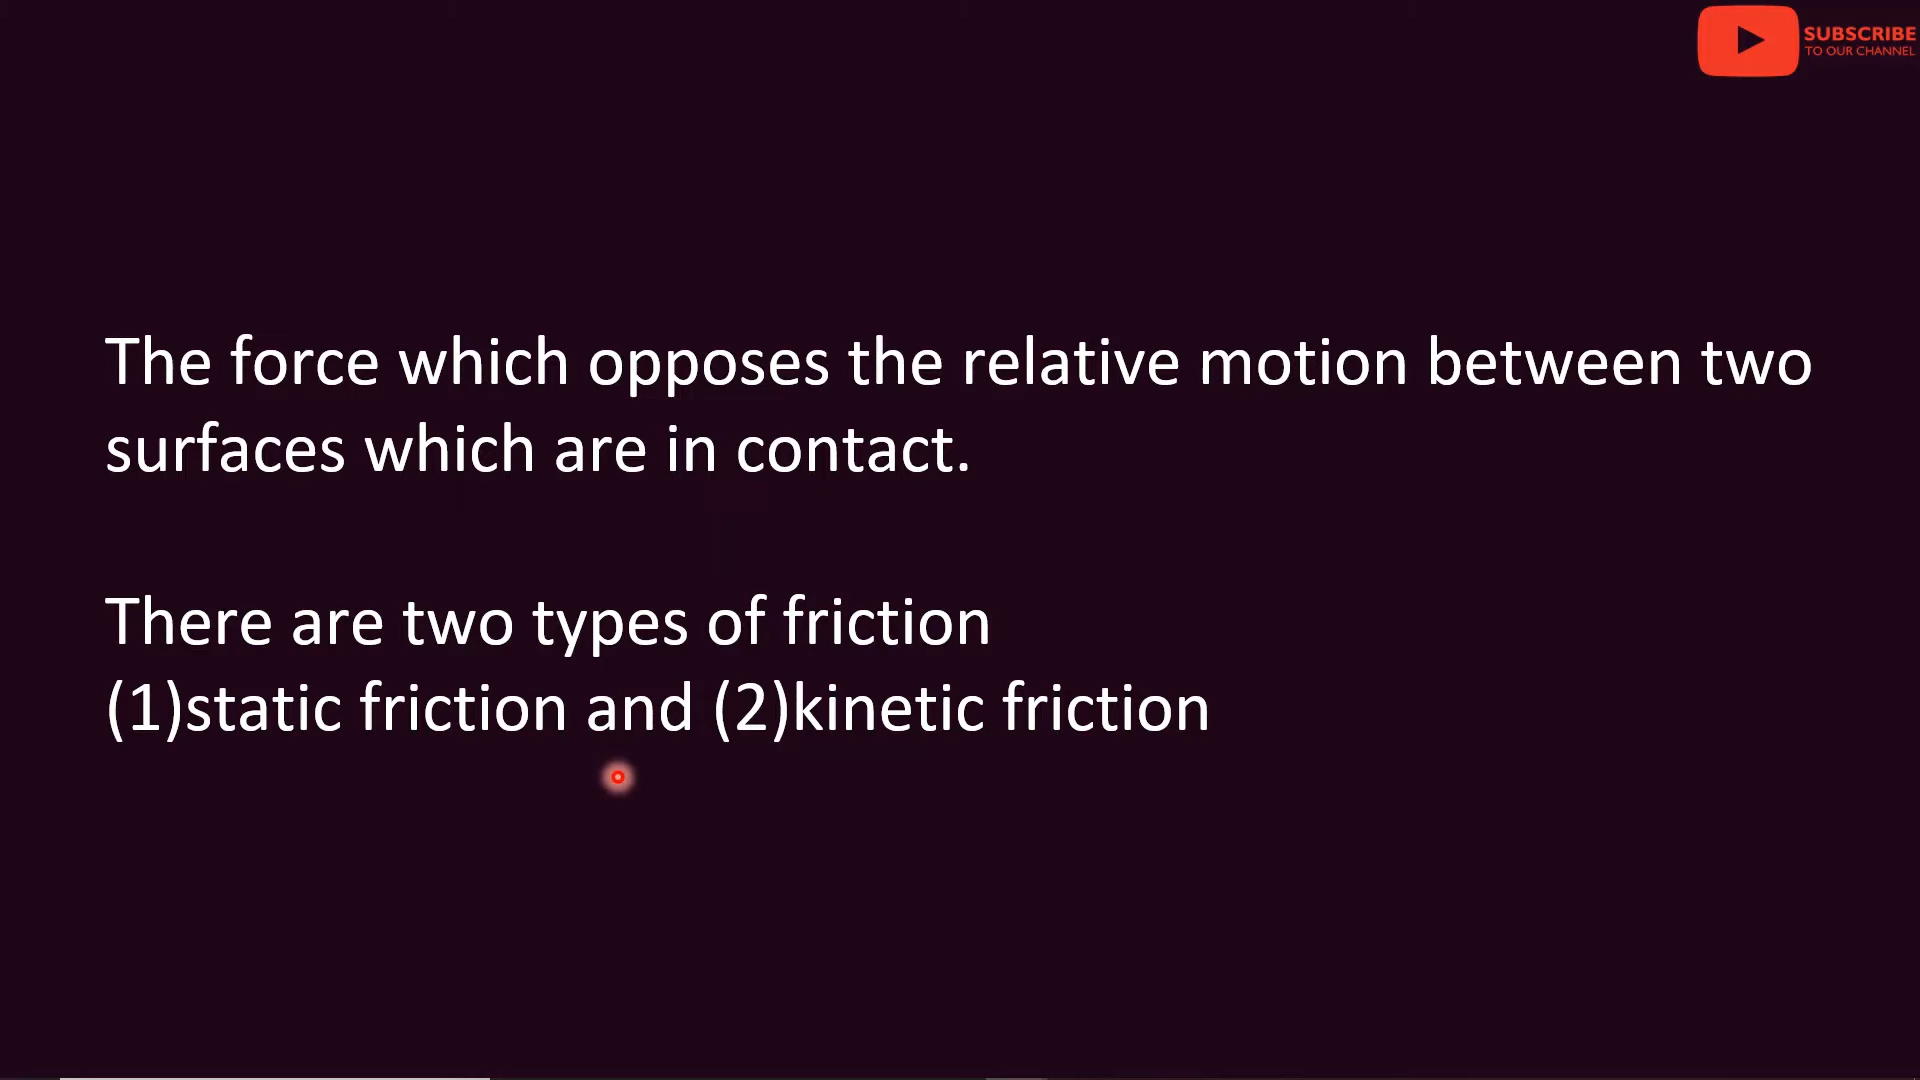 SUBSCRIBE
TO OUR CHANNEL
The force which opposes the relative motion between two
surfaces which are in contact.
There are two types of friction
(1)static friction and (2)kinetic friction